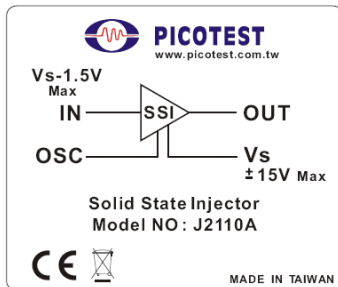 PICOTEST
www.picotest.com.tw
Vs-1.5V
Max
IN
SSI
OUT
OSC
Vs
±15V Max
Solid State Injector
Model NO : J2110A
CE
MADE IN TAIWAN